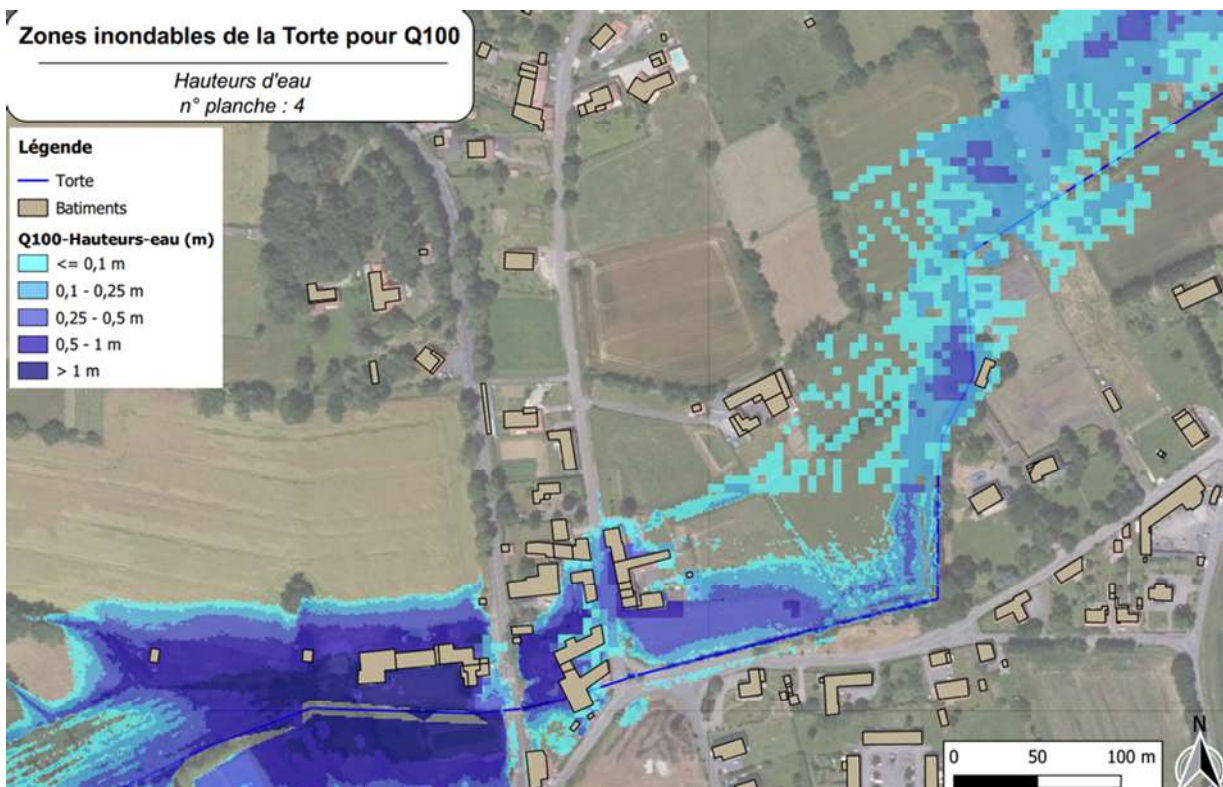 Zones inondables de la Torte pour Q100
Hauteurs d'eau
n° planche : 4
Légende
Torte
Batiments
Q100-Hauteurs-eau (m)
<= 0,1 m
0,1 - 0,25 m
0,25 - 0,5 m
0,5 - 1 m
> 1 m
N
0 50 100 m